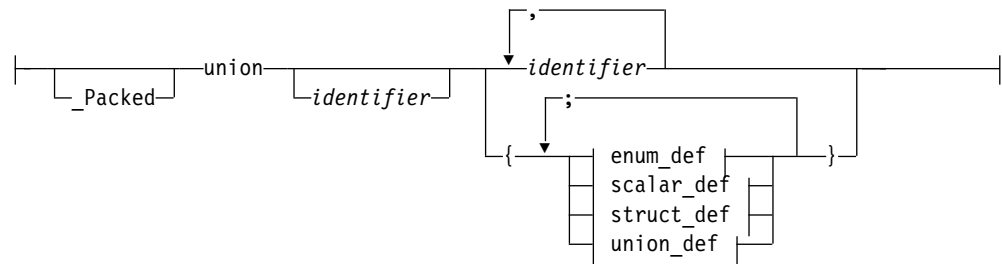 ,
union identifier
_Packed identifier
;
{ enum_def }
scalar_def
struct_def
union_def